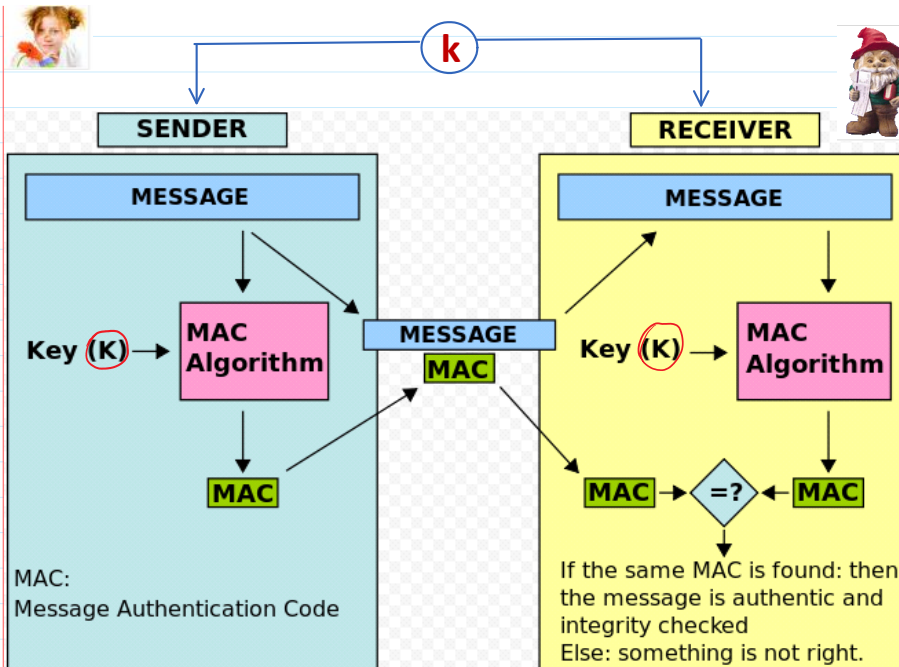 k
SENDER
RECEIVER
MESSAGE
MESSAGE
Key (K)
MAC
Algorithm
MESSAGE
MAC
Key (K)
MAC
Algorithm
MAC
MAC
=?
MAC
MAC:
Message Authentication Code
If the same MAC is found: then
the message is authentic and
integrity checked
Else: something is not right.